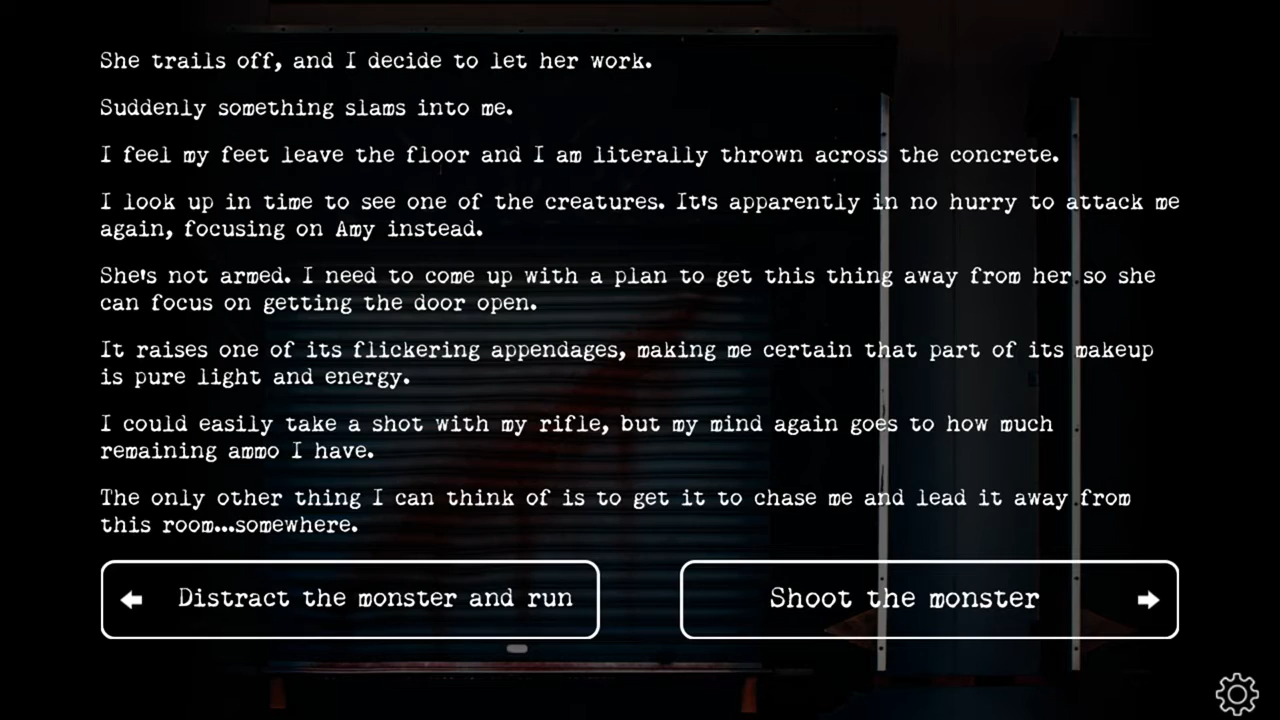 She trails off, and I decide to let her work.
Suddenly something slams into me.
I feel my feet leave the floor and I am literally thrown across the concrete.
I look up in time to see one of the creatures. It's apparently in no hurry to attack me
again, focusing on Amy instead.
She's not armed. I need to come up with a plan to get this thing away from her so she
can focus on getting the door open.
It raises one of its flickering appendages, making me certain that part of its makeup
is pure light and energy.
I could easily take a shot with my rifle, but my mind again goes to how much
remaining ammo I have.
The only other thing I can think of is to get it to chase me and lead it away from
this room...somewhere.
Distract the monster and run
Shoot the monster